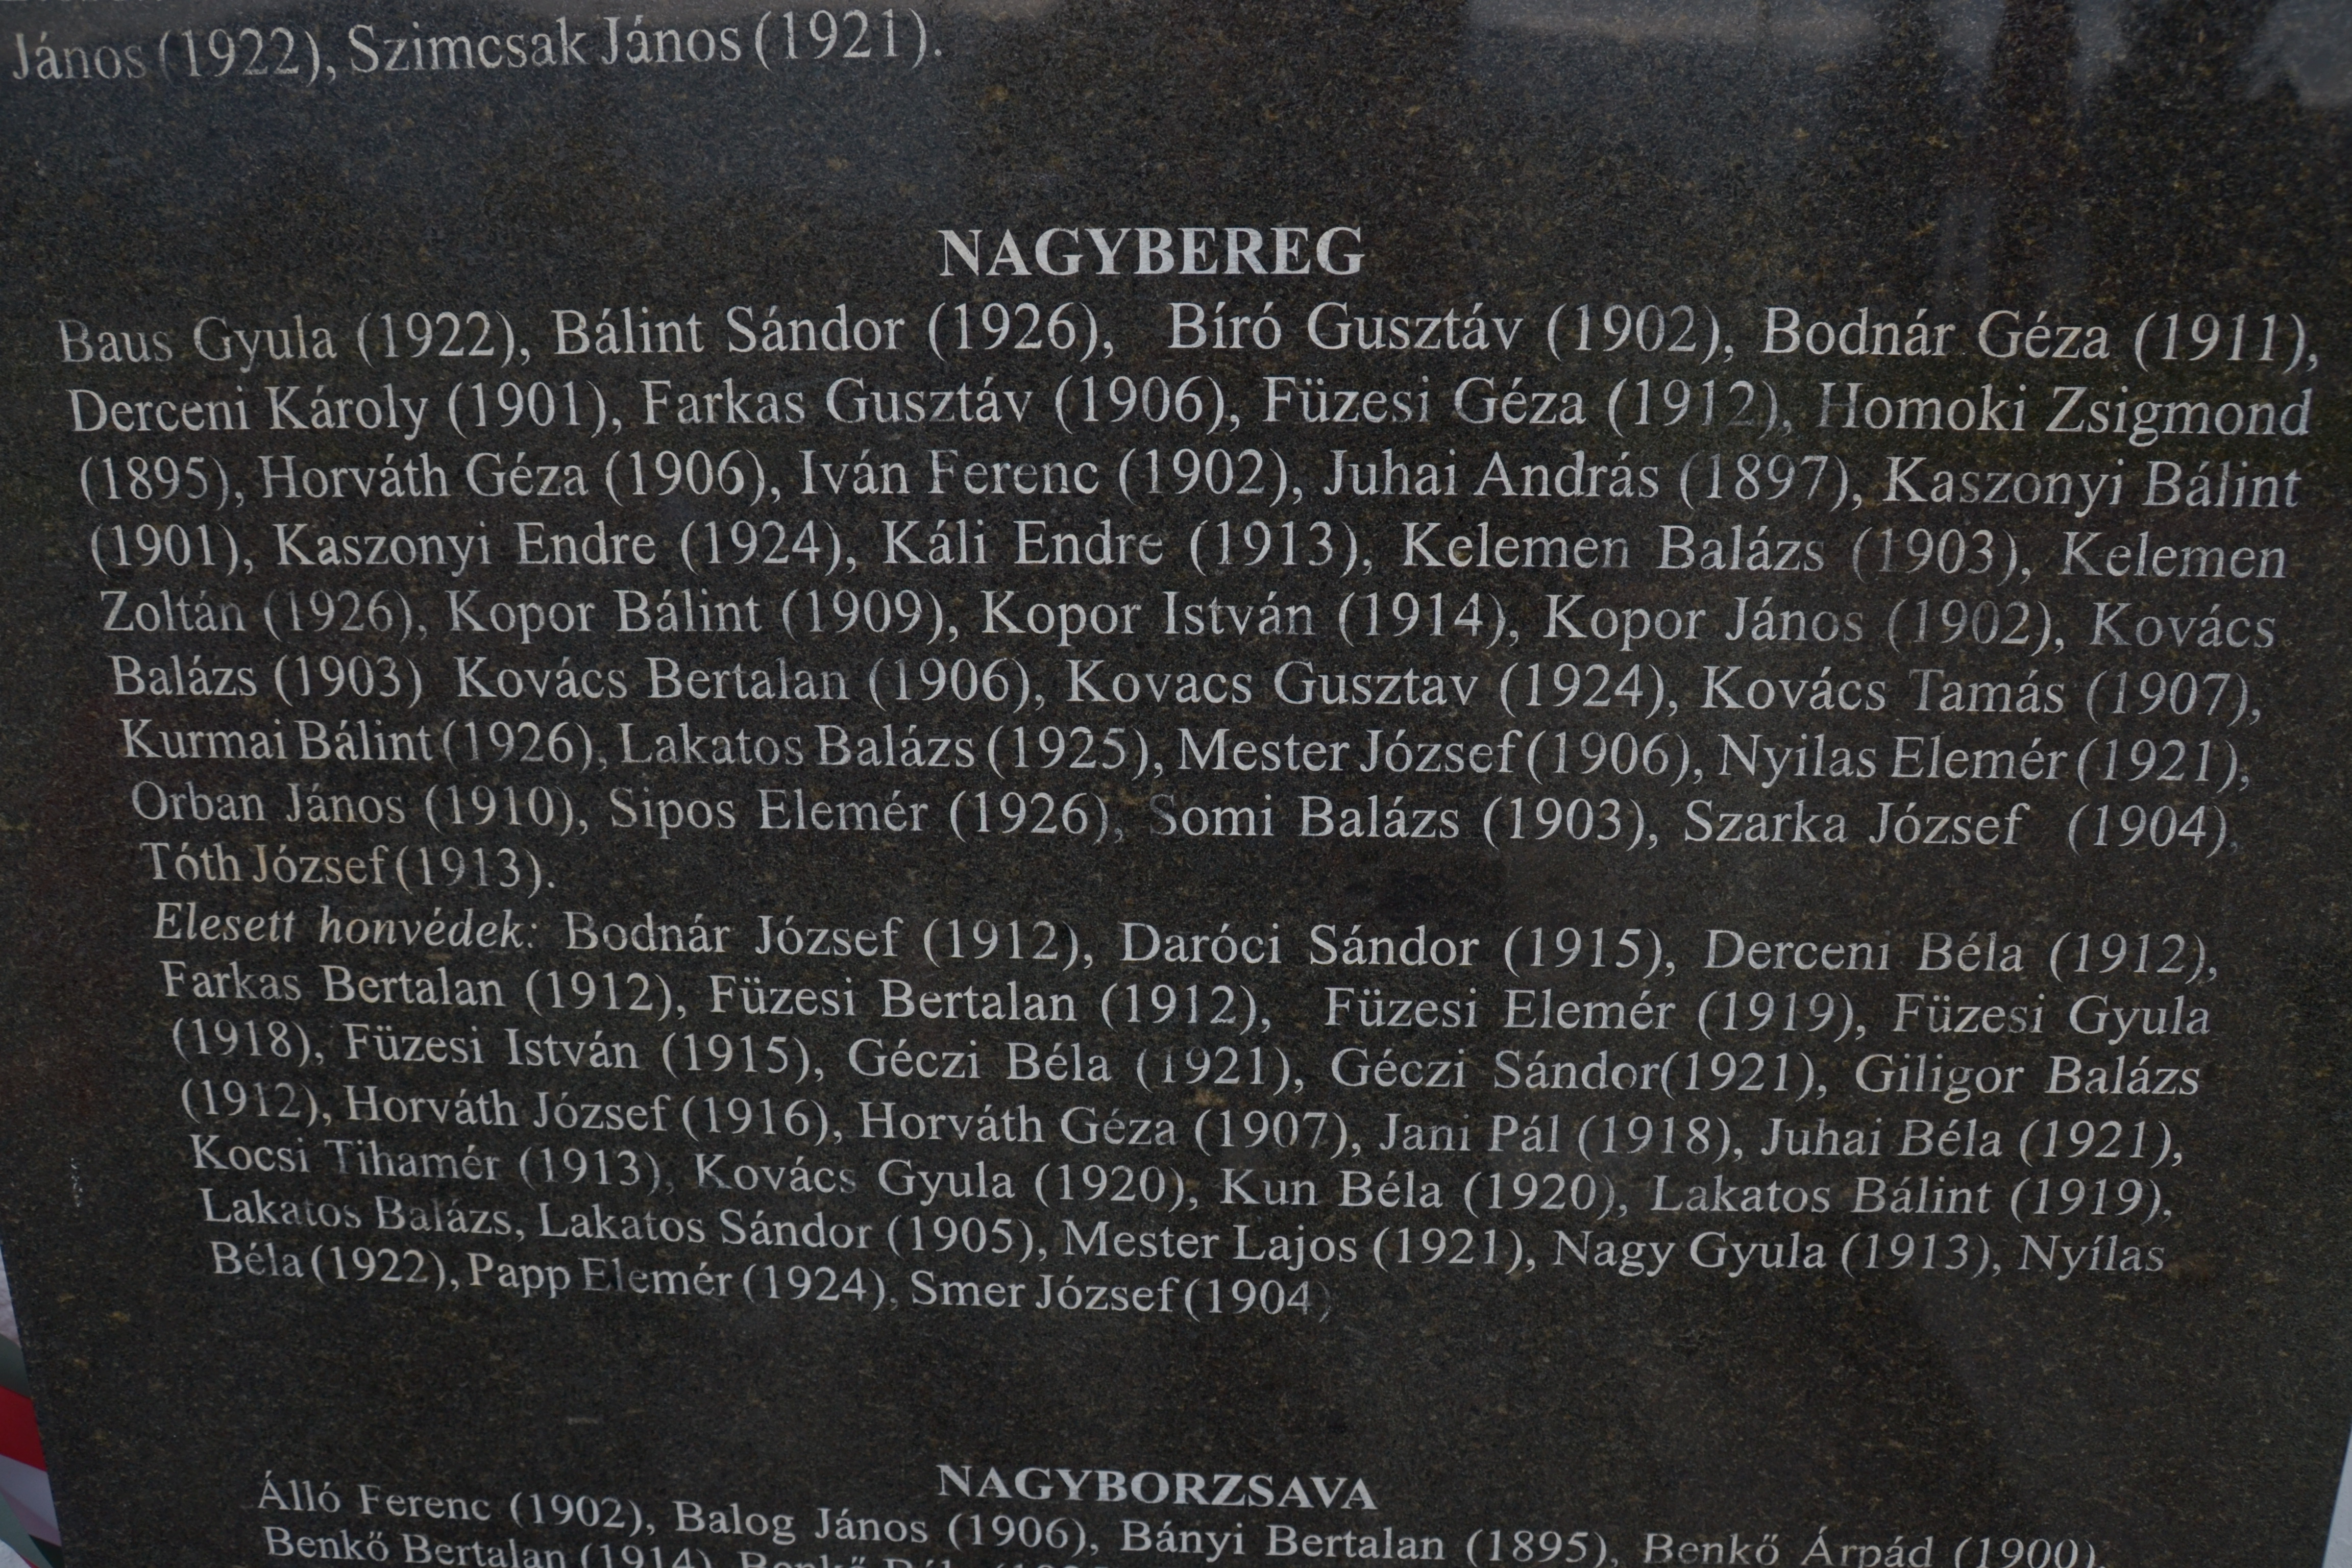 János (1922), Szimcsak János (1921).
NAGYBEREG
Baus Gyula (1922), Bálint Sándor (1926), Bíró Gusztáv (1902), Bodnár Géza (1911),
Derceni Károly (1901), Farkas Gusztáv (1906), Füzesi Géza (1912), Homoki Zsigmond
(1895), Horváth Géza (1906), Iván Ferenc (1902), Juhai András (1897), Kaszonyi Bálint
(1901), Kaszonyi Endre (1924), Káli Endre (1913), Kelemen Balázs (1903), Kelemen
Zoltán (1926), Kopor Bálint (1909), Kopor István (1914), Kopor János (1902), Kovács
Balázs (1903) Kovács Bertalan (1906), Kovacs Gusztav (1924), Kovács Tamás (1907),
Kurmai Bálint (1926), Lakatos Balázs (1925), Mester József (1906), Nyilas Elemér (1921),
Orban János (1910), Sipos Elemér (1926), Somi Balázs (1903), Szarka József (1904),
Tóth József (1913).
Elesett honvédek: Bodnár József (1912), Daróci Sándor (1915), Derceni Béla (1912),
Farkas Bertalan (1912), Füzesi Bertalan (1912), Füzesi Elemér (1919), Füzesi Gyula
(1918), Füzesi István (1915), Géczi Béla (1921), Géczi Sándor(1921), Giligor Balázs
(1912), Horváth József (1916), Horváth Géza (1907), Jani Pál (1918), Juhai Béla (1921),
Kocsi Tihamér (1913), Kovács Gyula (1920), Kun Béla (1920), Lakatos Bálint (1919),
Lakatos Balázs, Lakatos Sándor (1905), Mester Lajos (1921), Nagy Gyula (1913), Nyílas
Béla (1922), Papp Elemér (1924), Smer József (1904)
NAGYBORZSAVA
Álló Ferenc (1902), Balog János (1906), Bányi Bertalan (1895), Benkő Árpád (1900),
Benkő Bertalan (1914), Benkő